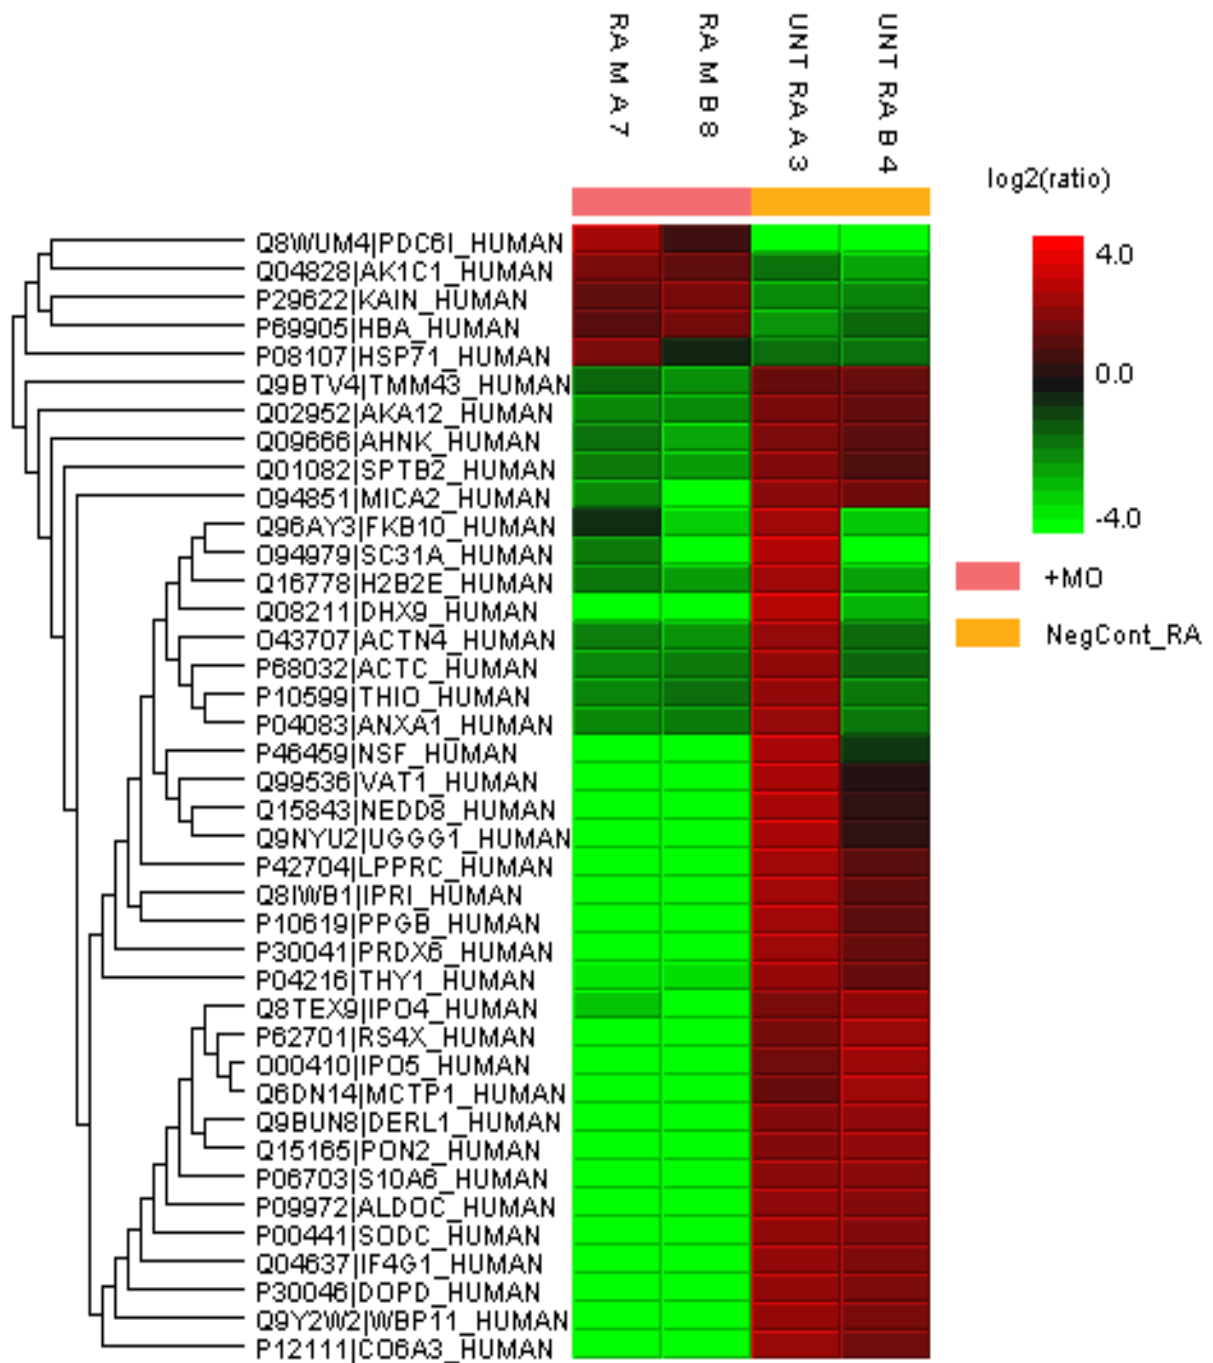 RA M A 7
RA M B 8
UNT RA A 3
UNT RA B 4
log2(ratio)
4.0
0.0
-4.0
+MO
NegCont_RA
Q8WUM4|PDC6I_HUMAN
Q04828|AK1C1_HUMAN
P29622|KAIN_HUMAN
P69905|HBA_HUMAN
P08107|HSP71_HUMAN
Q9BTV4|TMM43_HUMAN
Q02952|AKA12_HUMAN
Q09666|AHNK_HUMAN
Q01082|SPTB2_HUMAN
O94851|MICA2_HUMAN
Q96AY3|FKB10_HUMAN
O94979|SC31A_HUMAN
Q16778|H2B2E_HUMAN
Q08211|DHX9_HUMAN
O43707|ACTN4_HUMAN
P68032|ACTC_HUMAN
P10599|THIO_HUMAN
P04083|ANXA1_HUMAN
P46459|NSF_HUMAN
Q99536|VAT1_HUMAN
Q15843|NEDD8_HUMAN
Q9NYU2|UGGG1_HUMAN
P42704|LPPRC_HUMAN
Q8IWB1|IPRI_HUMAN
P10619|PPGB_HUMAN
P30041|PRDX6_HUMAN
P04216|THY1_HUMAN
Q8TEX9|IPO4_HUMAN
P62701|RS4X_HUMAN
O00410|IPO5_HUMAN
Q6DN14|MCTP1_HUMAN
Q9BUN8|DERL1_HUMAN
Q15165|PON2_HUMAN
P06703|S10A6_HUMAN
P09972|ALDOC_HUMAN
P00441|SODC_HUMAN
Q04637|IF4G1_HUMAN
P30046|DOPD_HUMAN
Q9Y2W2|WBP11_HUMAN
P12111|CO6A3_HUMAN